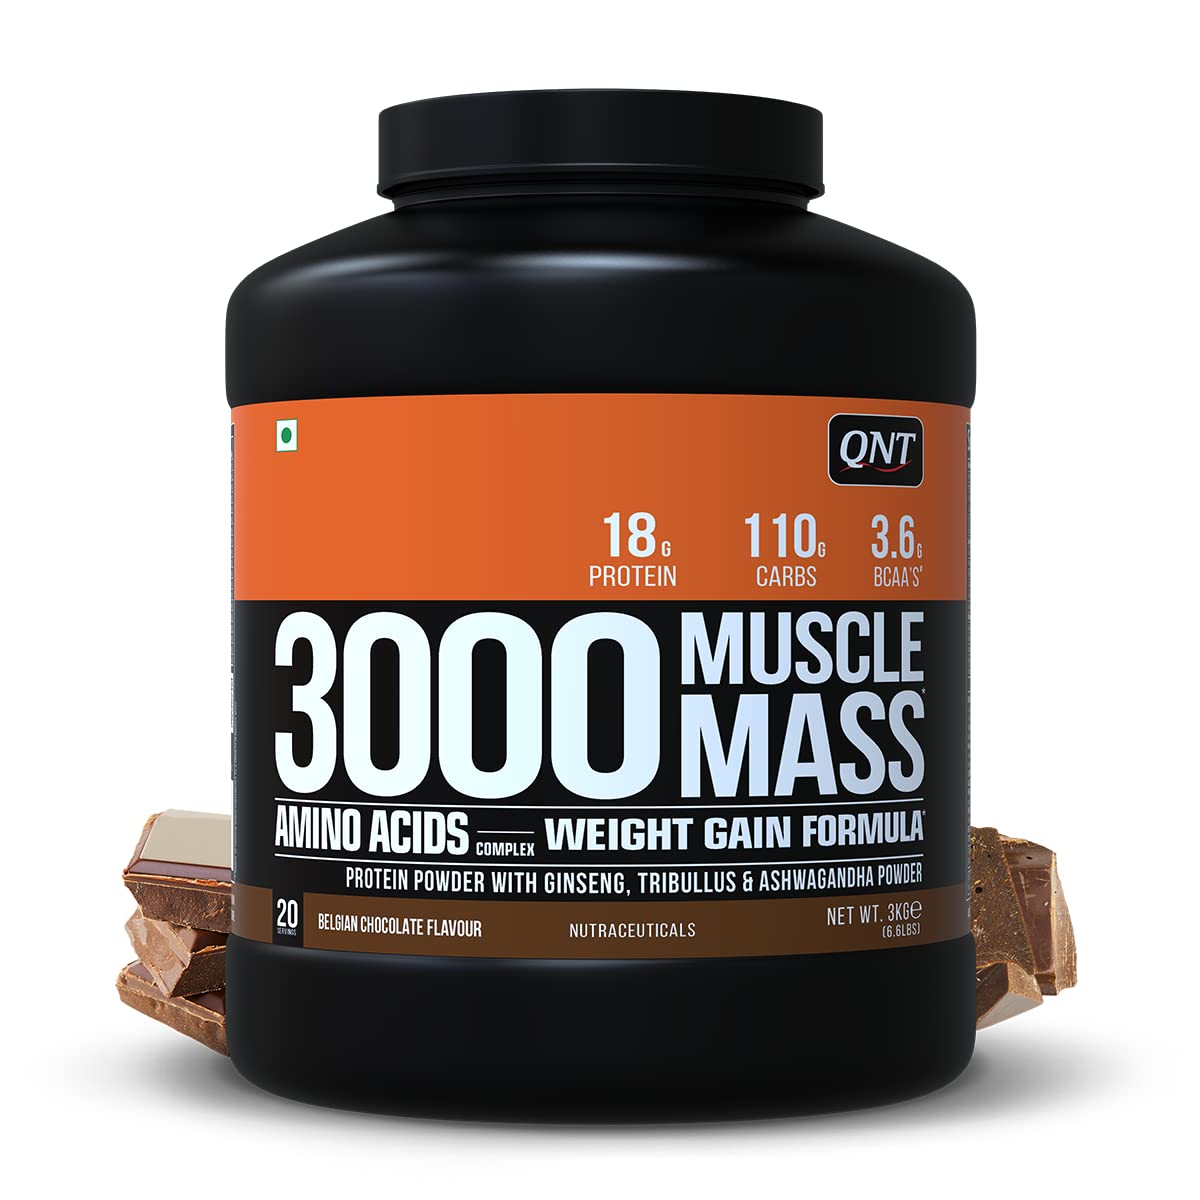 QNT
18G 110G 3.6G
PROTEIN CARBS BCAA'S#
3000 MUSCLE
MASS*
AMINO ACIDS COMPLEX WEIGHT GAIN FORMULA*
PROTEIN POWDER WITH GINSENG, TRIBULLUS & ASHWAGANDHA POWDER
20
SERVINGS
BELGIAN CHOCOLATE FLAVOUR
NUTRACEUTICALS
NET WT. 3KG℮
(6.6LBS)